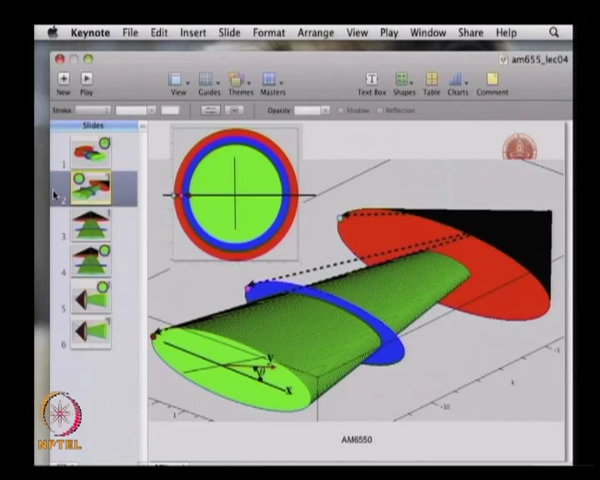 Keynote File Edit Insert Slide Format Arrange View Play Window Share Help
am655_lec04
New Play View Guides Themes Masters Text Box Shapes Table Charts Comment
Stroke: Opacity: Shadow Reflection
Slides
1
2
3
4
5
6
y
x
x
-10
1
AM6550
NPTEL